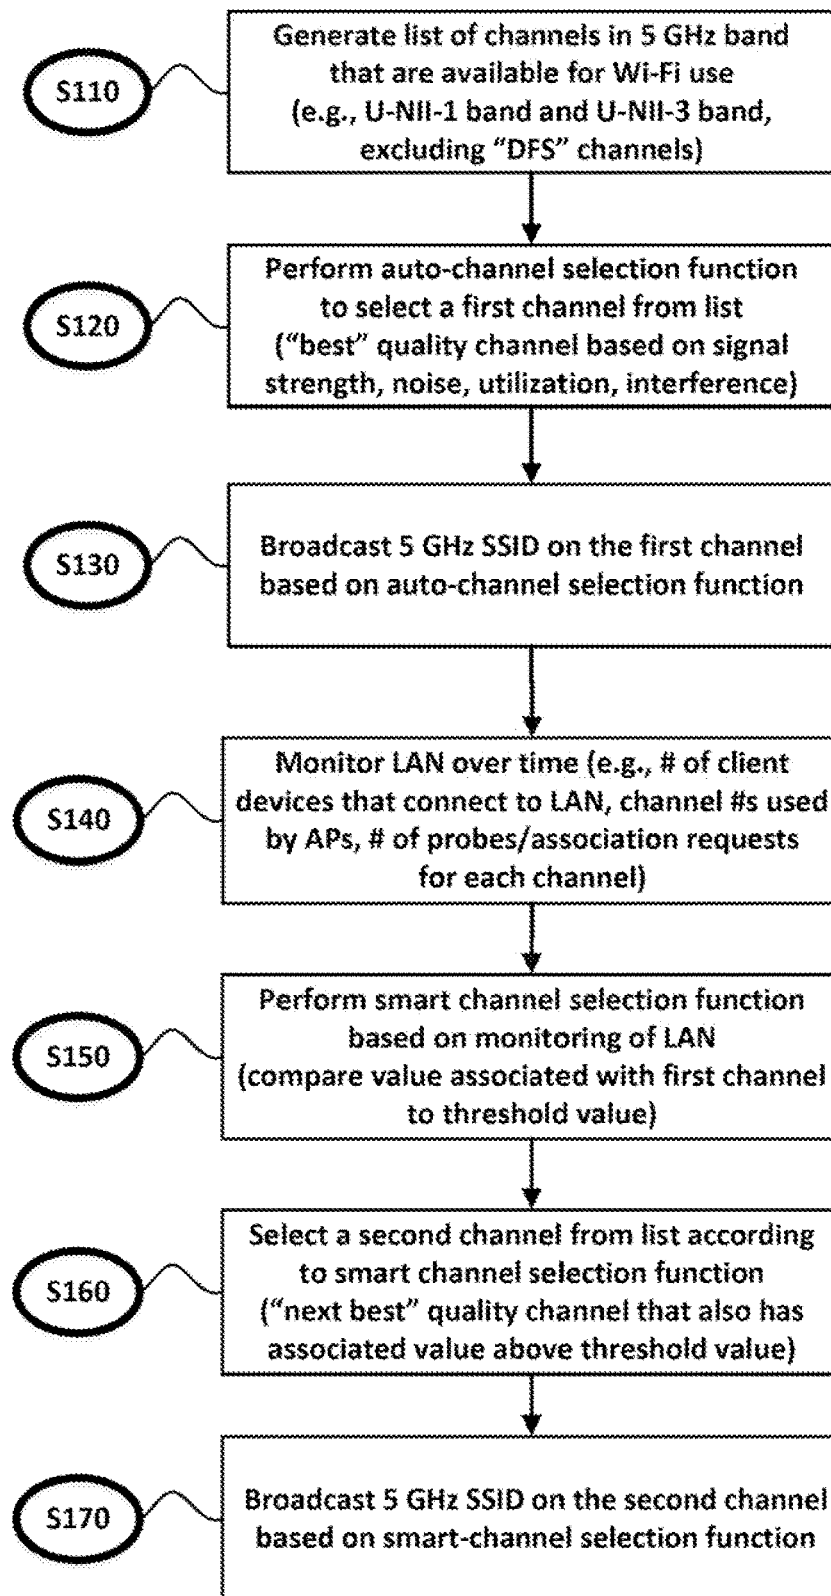 S110
Generate list of channels in 5 GHz band
that are available for Wi-Fi use
(e.g., U-NII-1 band and U-NII-3 band,
excluding “DFS” channels)
S120
Perform auto-channel selection function
to select a first channel from list
(“best” quality channel based on signal
strength, noise, utilization, interference)
S130
Broadcast 5 GHz SSID on the first channel
based on auto-channel selection function
S140
Monitor LAN over time (e.g., # of client
devices that connect to LAN, channel #s used
by APs, # of probes/association requests
for each channel)
S150
Perform smart channel selection function
based on monitoring of LAN
(compare value associated with first channel
to threshold value)
S160
Select a second channel from list according
to smart channel selection function
(“next best” quality channel that also has
associated value above threshold value)
S170
Broadcast 5 GHz SSID on the second channel
based on smart-channel selection function